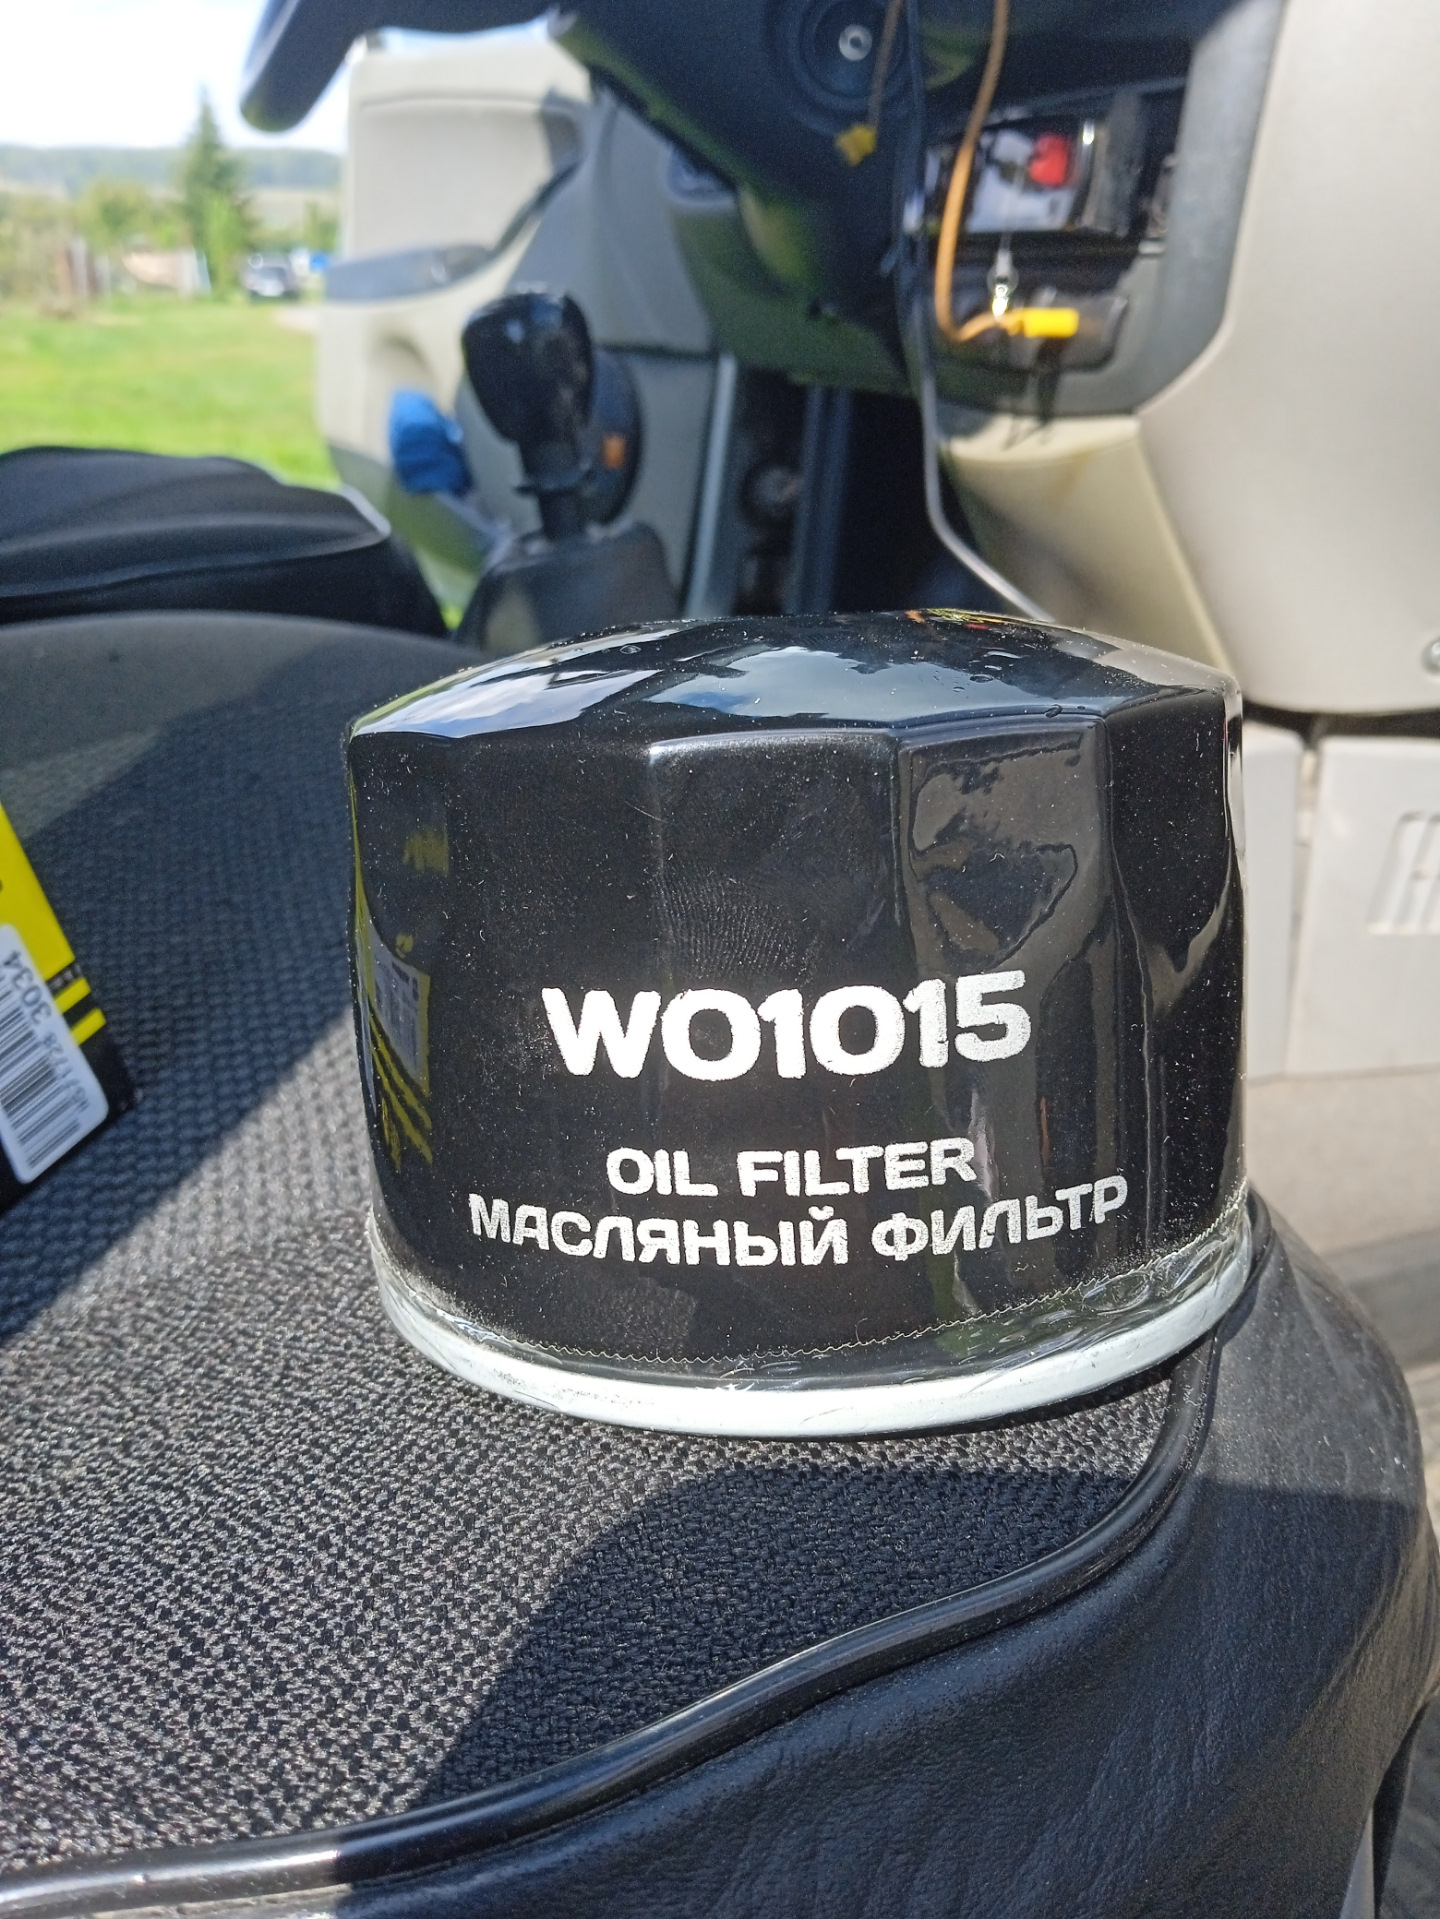 WO1015
OIL FILTER
МАСЛЯНЫЙ ФИЛЬТР